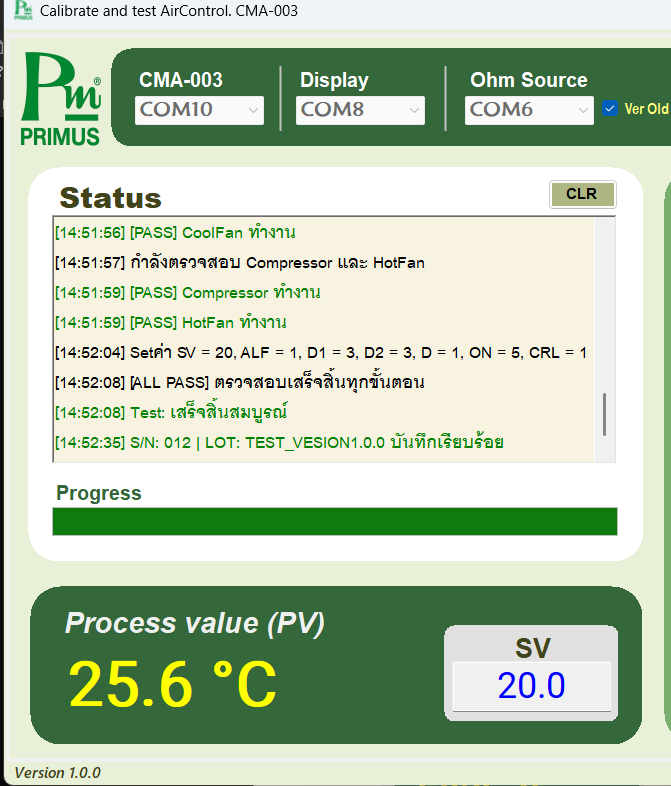 Calibrate and test AirControl. CMA-003
Pm®
PRIMUS
CMA-003
COM10
Display
COM8
Ohm Source
COM6
Ver Old
Status
CLR
[14:51:56] [PASS] CoolFan ทำงาน
[14:51:57] กำลังตรวจสอบ Compressor และ HotFan
[14:51:59] [PASS] Compressor ทำงาน
[14:51:59] [PASS] HotFan ทำงาน
[14:52:04] Setค่า SV = 20, ALF = 1, D1 = 3, D2 = 3, D = 1, ON = 5, CRL = 1
[14:52:08] [ALL PASS] ตรวจสอบเสร็จสิ้นทุกขั้นตอน
[14:52:08] Test: เสร็จสิ้นสมบูรณ์
[14:52:35] S/N: 012 | LOT: TEST_VESION1.0.0 บันทึกเรียบร้อย
Progress
Process value (PV)
25.6 °C
SV
20.0
Version 1.0.0